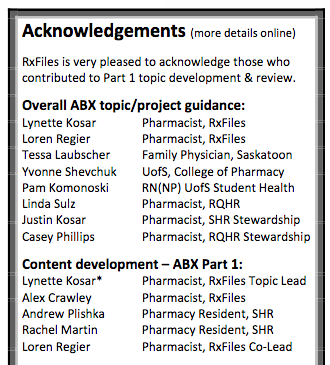 Acknowledgements (more details online)
RxFiles is very pleased to acknowledge those who
contributed to Part 1 topic development & review.
Overall ABX topic/project guidance:
Lynette Kosar Pharmacist, RxFiles
Loren Regier Pharmacist, RxFiles
Tessa Laubscher Family Physician, Saskatoon
Yvonne Shevchuk UofS, College of Pharmacy
Pam Komonoski RN(NP) UofS Student Health
Linda Sulz Pharmacist, RQHR
Justin Kosar Pharmacist, SHR Stewardship
Casey Phillips Pharmacist, RQHR Stewardship
Content development – ABX Part 1:
Lynette Kosar* Pharmacist, RxFiles Topic Lead
Alex Crawley Pharmacist, RxFiles
Andrew Plishka Pharmacy Resident, SHR
Rachel Martin Pharmacy Resident, SHR
Loren Regier Pharmacist, RxFiles Co-Lead